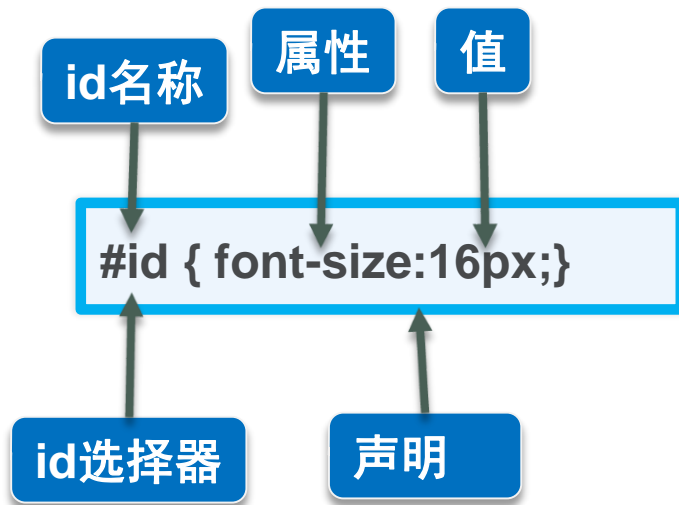 属性
值
id名称
#id { font-size:16px;}
id选择器
声明